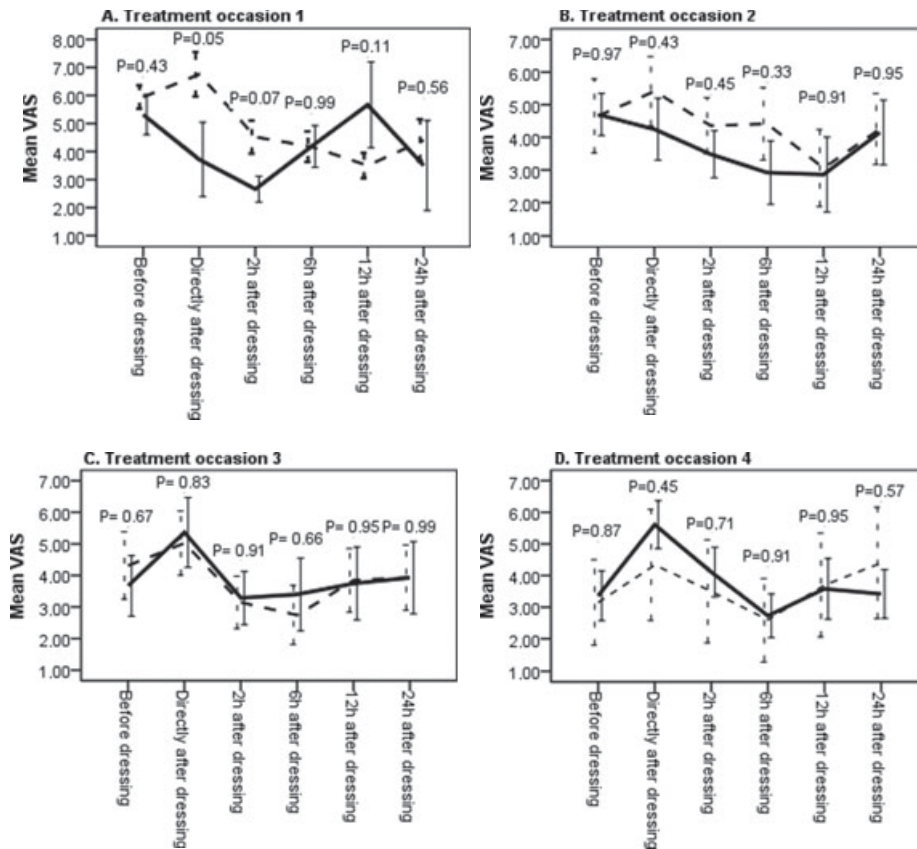 A. Treatment occasion 1
Mean VAS
8.00
7.00
6.00
5.00
4.00
3.00
2.00
1.00
P=0.43
P=0.05
P=0.07
P=0.99
P=0.11
P=0.56
Before dressing
Directly after dressing
2h after dressing
6h after dressing
12h after dressing
24h after dressing
B. Treatment occasion 2
Mean VAS
7.00
6.00
5.00
4.00
3.00
2.00
1.00
P=0.97
P=0.43
P=0.45
P=0.33
P=0.91
P=0.95
Before dressing
Directly after dressing
2h after dressing
6h after dressing
12h after dressing
24h after dressing
C. Treatment occasion 3
Mean VAS
7.00
6.00
5.00
4.00
3.00
2.00
1.00
P= 0.67
P= 0.83
P= 0.91
P= 0.66
P= 0.95
P= 0.99
Before dressing
Directly after dressing
2h after dressing
6h after dressing
12h after dressing
24h after dressing
D. Treatment occasion 4
Mean VAS
7.00
6.00
5.00
4.00
3.00
2.00
1.00
P=0.87
P=0.45
P=0.71
P=0.91
P=0.95
P=0.57
Before dressing
Directly after dressing
2h after dressing
6h after dressing
12h after dressing
24h after dressing